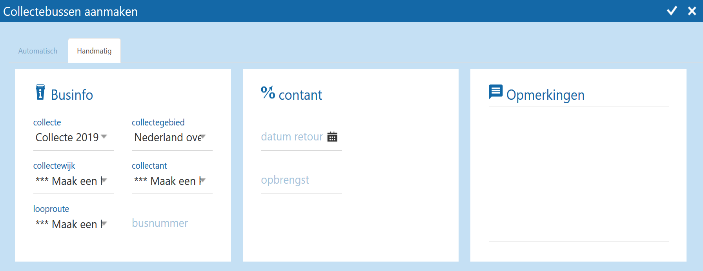 Collectebussen aanmaken
Automatisch Handmatig
Businfo
collecte collectegebied
Collecte 2019 Nederland ove
collectewijk collectant
*** Maak een *** Maak een
looproute
*** Maak een busnummer
contant
datum retour
opbrengst
Opmerkingen